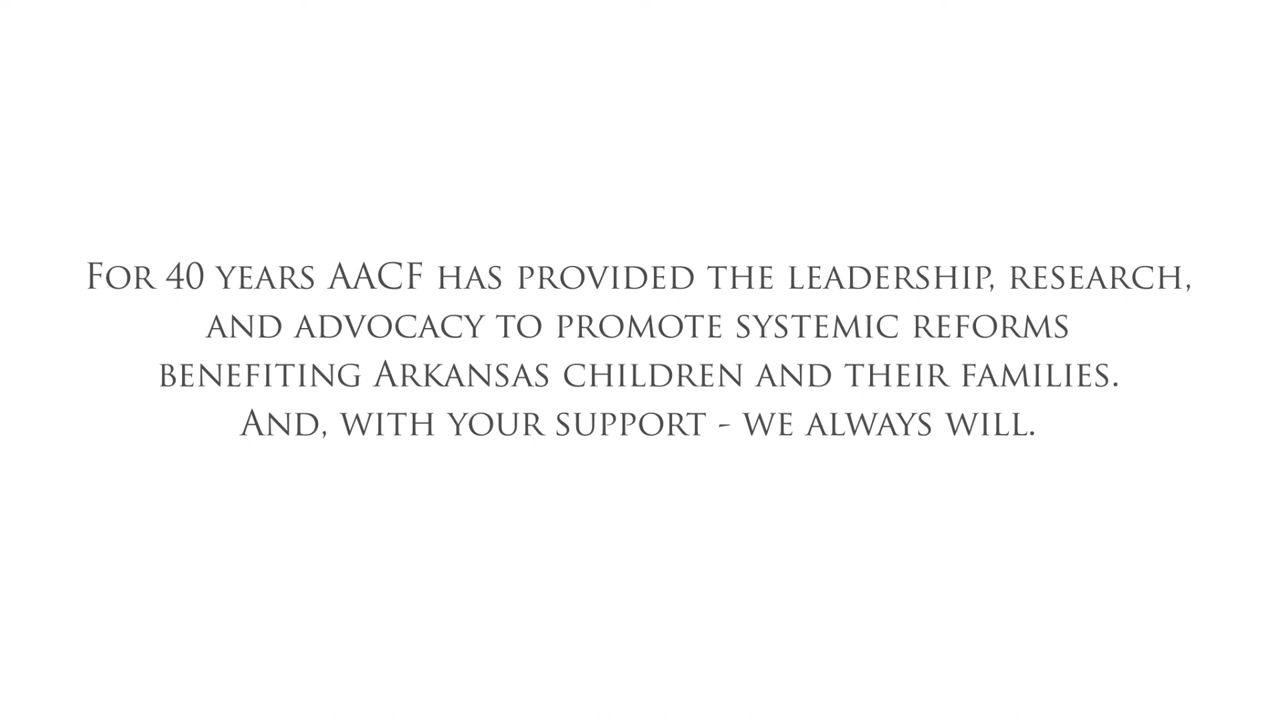 For 40 years AACF has provided the leadership, research,
and advocacy to promote systemic reforms
benefiting Arkansas children and their families.
And, with your support - we always will.